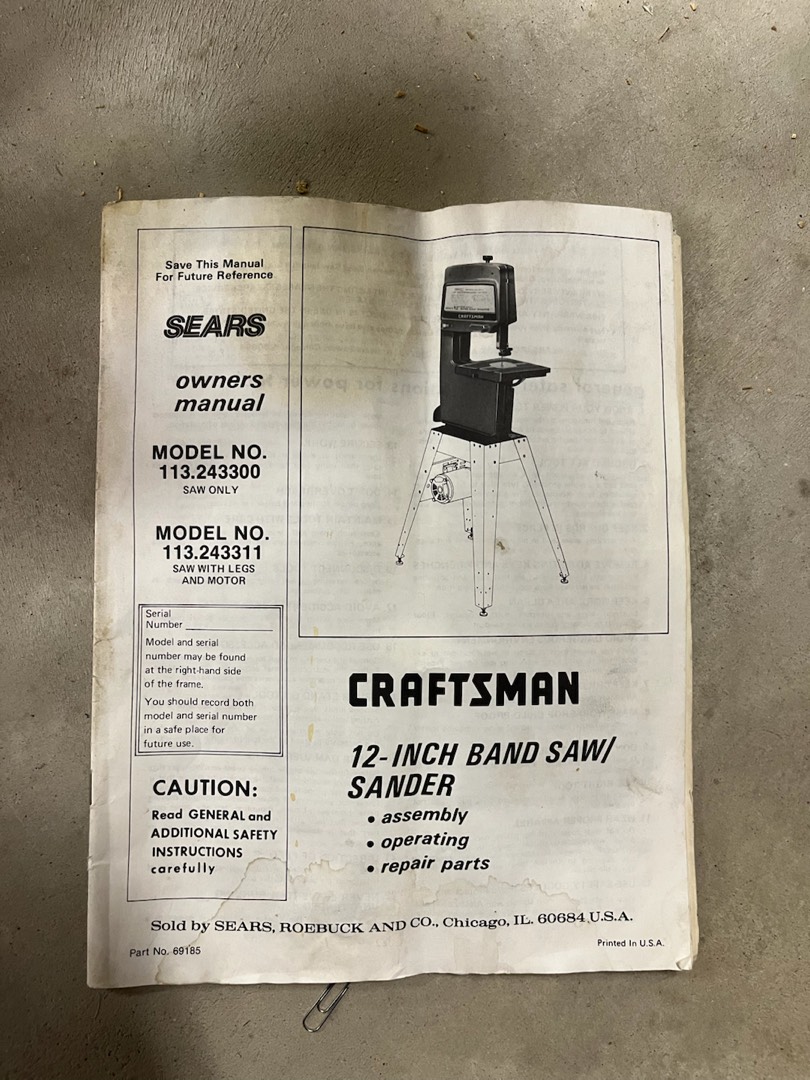 Save This Manual
For Future Reference
SEARS
owners
manual
MODEL NO.
113.243300
SAW ONLY
MODEL NO.
113.243311
SAW WITH LEGS
AND MOTOR
Serial
Number
Model and serial
number may be found
at the right-hand side
of the frame.
You should record both
model and serial number
in a safe place for
future use.
CAUTION:
Read GENERAL and
ADDITIONAL SAFETY
INSTRUCTIONS
carefully
CRAFTSMAN
CRAFTSMAN
12-INCH BAND SAW/
SANDER
• assembly
• operating
• repair parts
Sold by SEARS, ROEBUCK AND CO., Chicago, IL. 60684 U.S.A.
Part No. 69185
Printed In U.S.A.